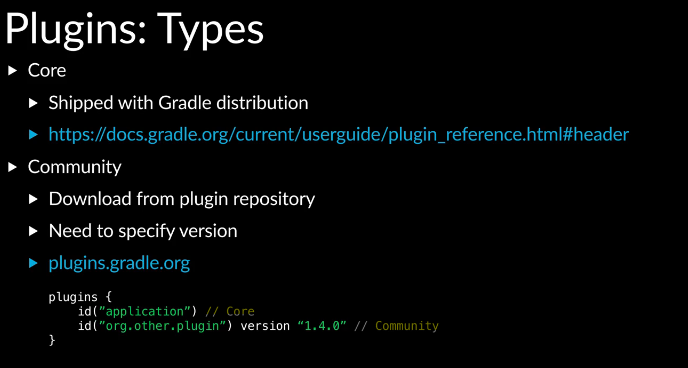 Plugins: Types
Core
Shipped with Gradle distribution
https://docs.gradle.org/current/userguide/plugin_reference.html#header
Community
Download from plugin repository
Need to specify version
plugins.gradle.org
plugins {
    id(”application”) // Core
    id(”org.other.plugin”) version “1.4.0” // Community
}